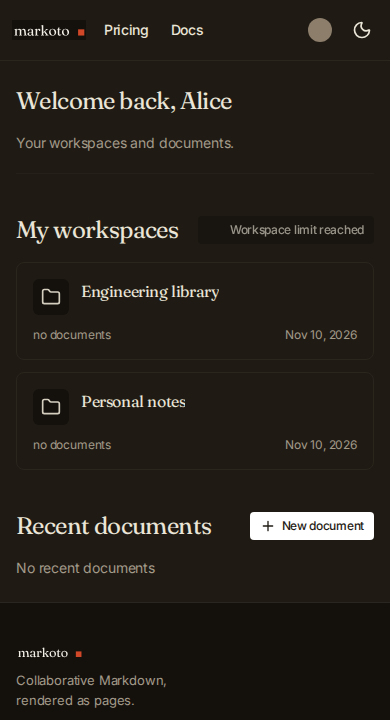 markoto
Pricing
Docs
Welcome back, Alice
Your workspaces and documents.
My workspaces
Workspace limit reached
Engineering library
no documents
Nov 10, 2026
Personal notes
no documents
Nov 10, 2026
Recent documents
New document
No recent documents
markoto
Collaborative Markdown,
rendered as pages.